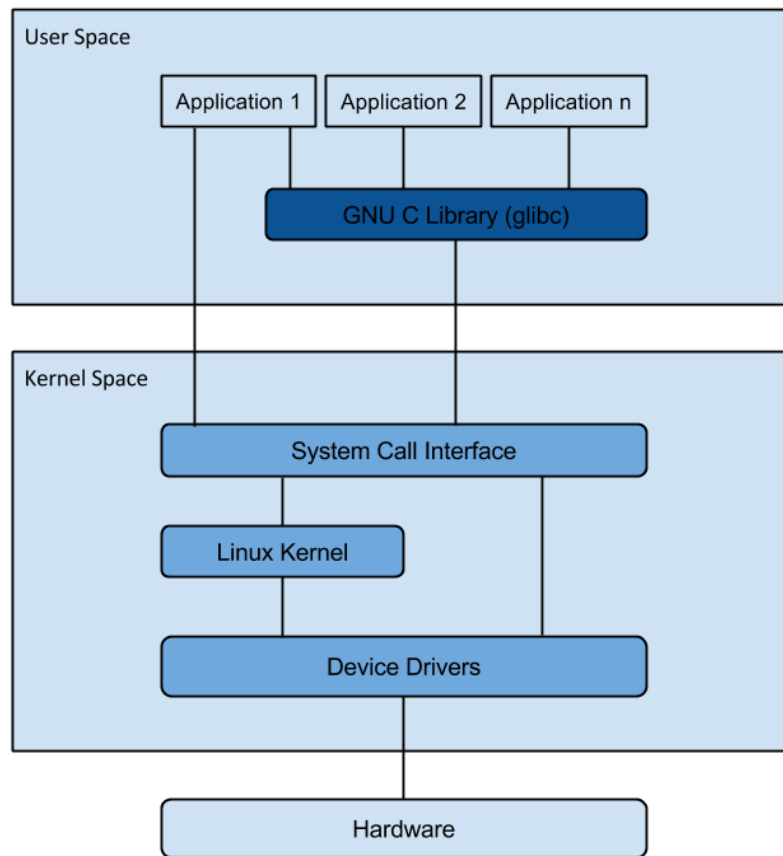 User Space
Application 1
Application 2
Application n
GNU C Library (glibc)
Kernel Space
System Call Interface
Linux Kernel
Device Drivers
Hardware